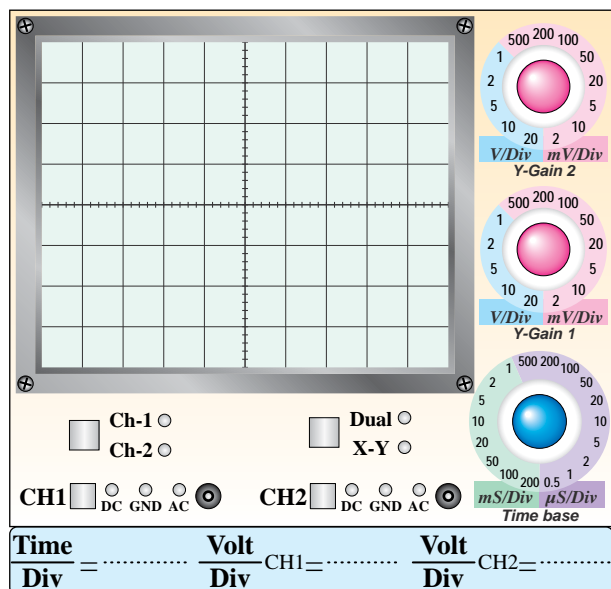 500 200 100
1 50
2 20
5 5
10 10
20 2
V/Div mV/Div
Y-Gain 2
500 200 100
1 50
2 20
5 5
10 10
20 2
V/Div mV/Div
Y-Gain 1
1 500 200
2 100
5 50
10 20
20 10
50 5
100 2
200 0.5 1
mS/Div µS/Div
Time base
Ch-1
Ch-2
Dual
X-Y
CH1 DC GND AC
CH2 DC GND AC
Time/Div = ............ Volt/Div CH1= ............ Volt/Div CH2= ............